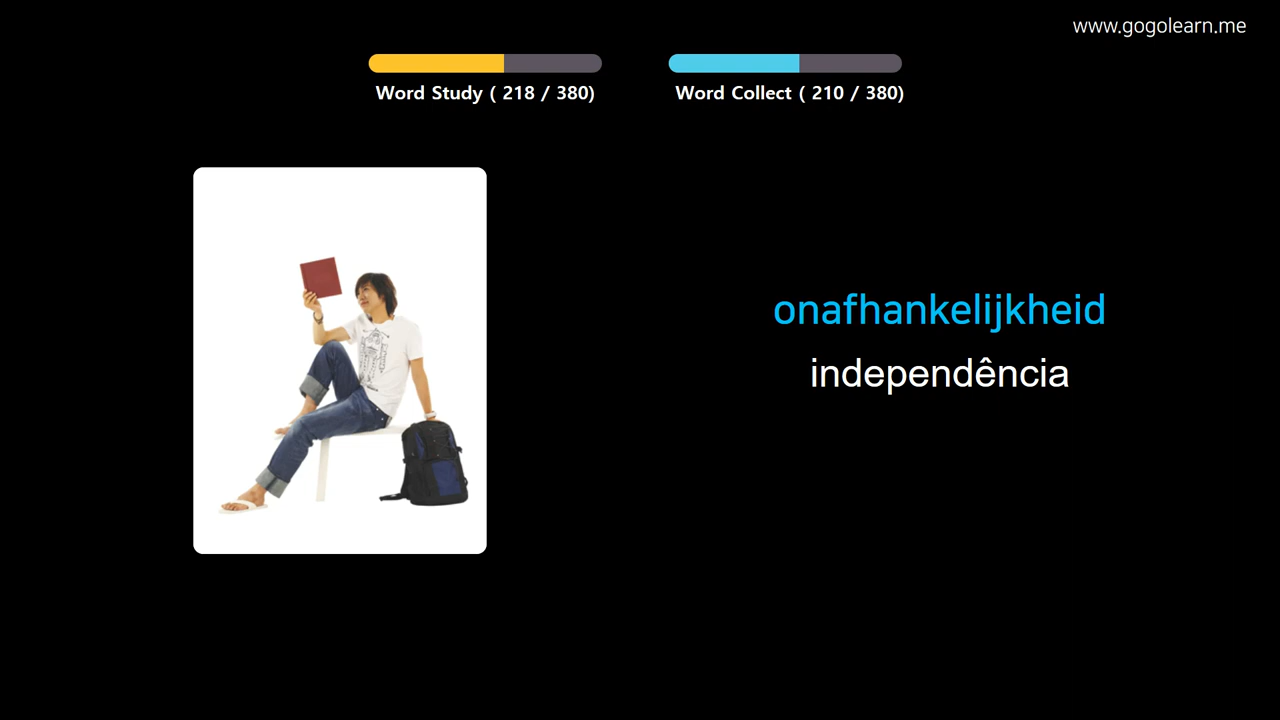 www.gogolearn.me
Word Study ( 218 / 380)
Word Collect ( 210 / 380)
onafhankelijkheid
independência